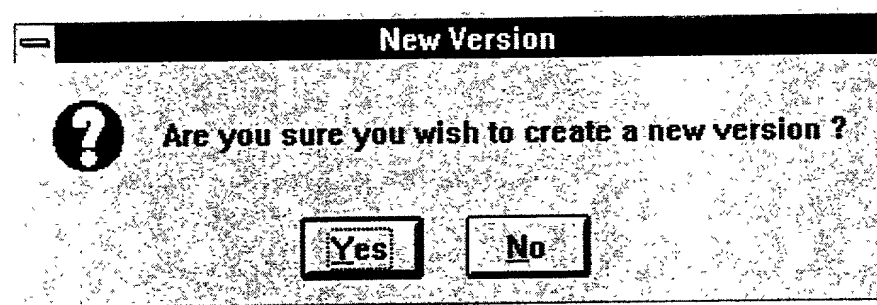 New Version
Are you sure you wish to create a new version ?
Yes
No